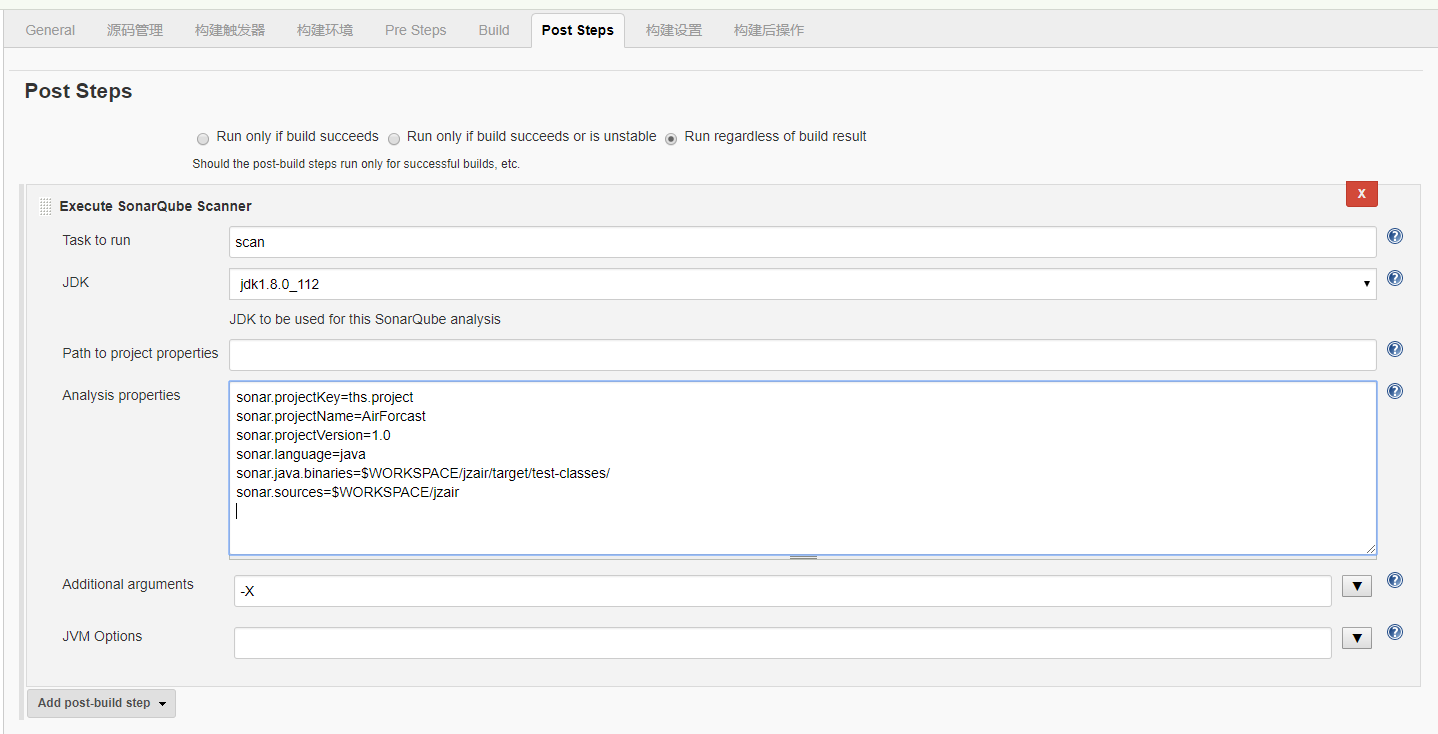 General 源码管理 构建触发器 构建环境 Pre Steps Build Post Steps 构建设置 构建后操作
Post Steps
Run only if build succeeds Run only if build succeeds or is unstable Run regardless of build result
Should the post-build steps run only for successful builds, etc.
X
Execute SonarQube Scanner
Task to run scan
JDK jdk1.8.0_112
JDK to be used for this SonarQube analysis
Path to project properties
Analysis properties sonar.projectKey=ths.project
sonar.projectName=AirForcast
sonar.projectVersion=1.0
sonar.language=java
sonar.java.binaries=$WORKSPACE/jzair/target/test-classes/
sonar.sources=$WORKSPACE/jzair
Additional arguments -X
JVM Options
Add post-build step